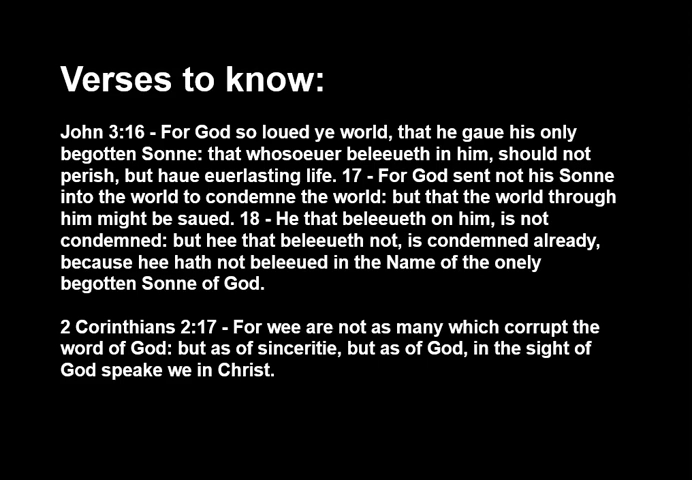 Verses to know:
John 3:16 - For God so loued ye world, that he gaue his only
begotten Sonne: that whosoeuer beleeueth in him, should not
perish, but haue euerlasting life. 17 - For God sent not his Sonne
into the world to condemne the world: but that the world through
him might be saued. 18 - He that beleeueth on him, is not
condemned: but hee that beleeueth not, is condemned already,
because hee hath not beleeued in the Name of the onely
begotten Sonne of God.
2 Corinthians 2:17 - For wee are not as many which corrupt the
word of God: but as of sinceritie, but as of God, in the sight of
God speake we in Christ.